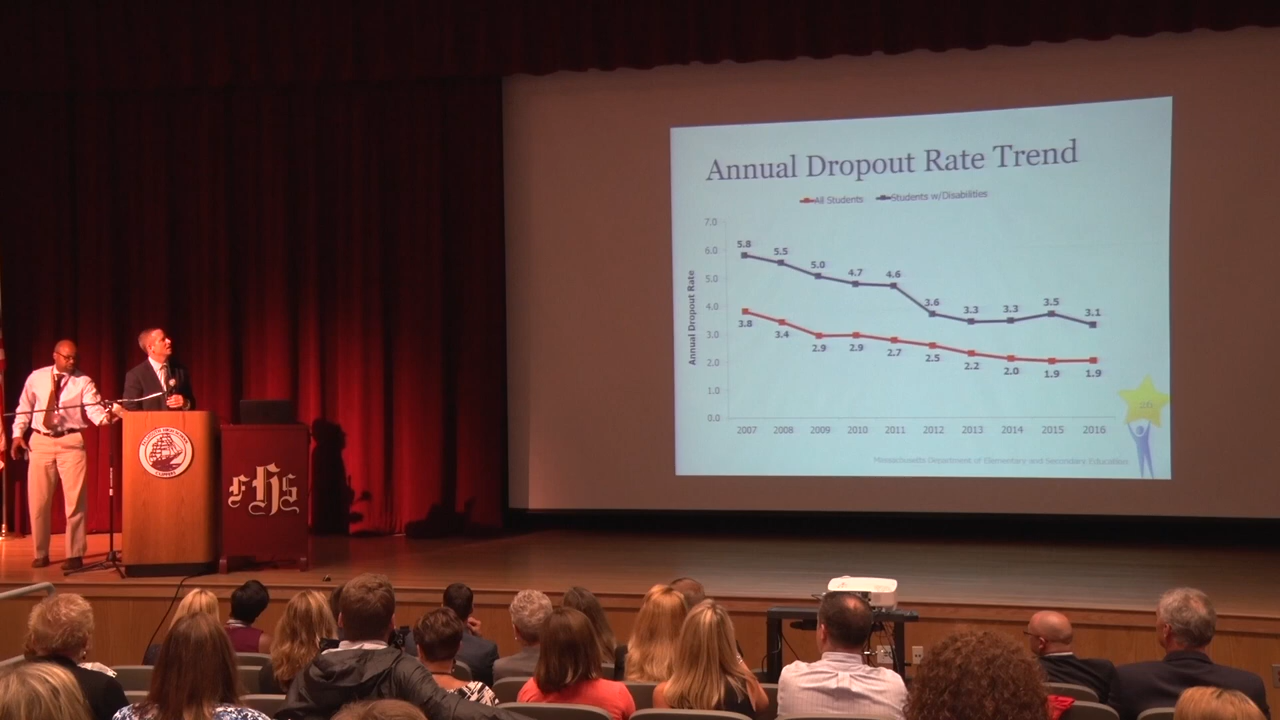 Annual Dropout Rate Trend
All Students Students w/Disabilities
7.0
6.0
5.0
4.0
3.0
2.0
1.0
0.0
Annual Dropout Rate
5.8 5.5 5.0 4.7 4.6 3.6 3.3 3.3 3.5 3.1
3.8 3.4 2.9 2.9 2.7 2.5 2.2 2.0 1.9 1.9
2007 2008 2009 2010 2011 2012 2013 2014 2015 2016
26
Massachusetts Department of Elementary and Secondary Education
CLIPPERS
FHS